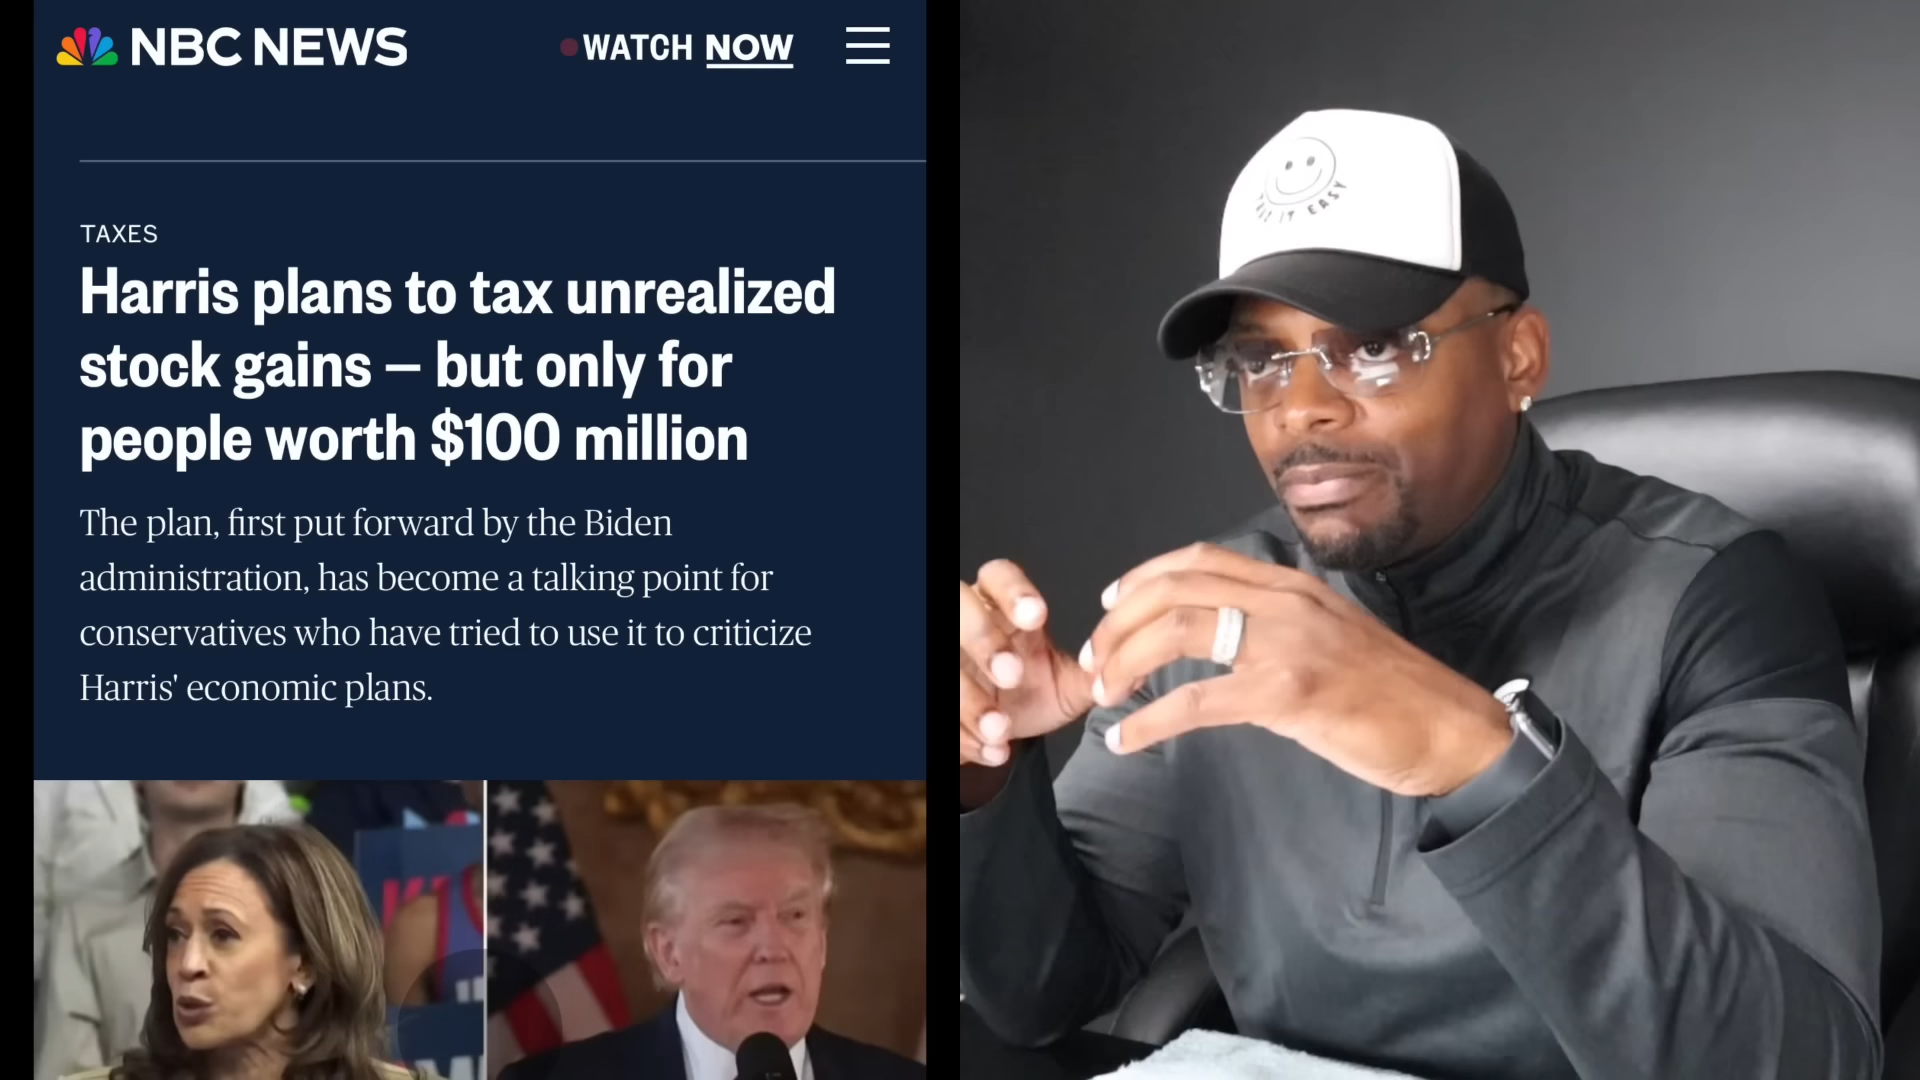 NBC NEWS
WATCH NOW
TAXES
Harris plans to tax unrealized
stock gains — but only for
people worth $100 million
The plan, first put forward by the Biden
administration, has become a talking point for
conservatives who have tried to use it to criticize
Harris' economic plans.
IT EASY